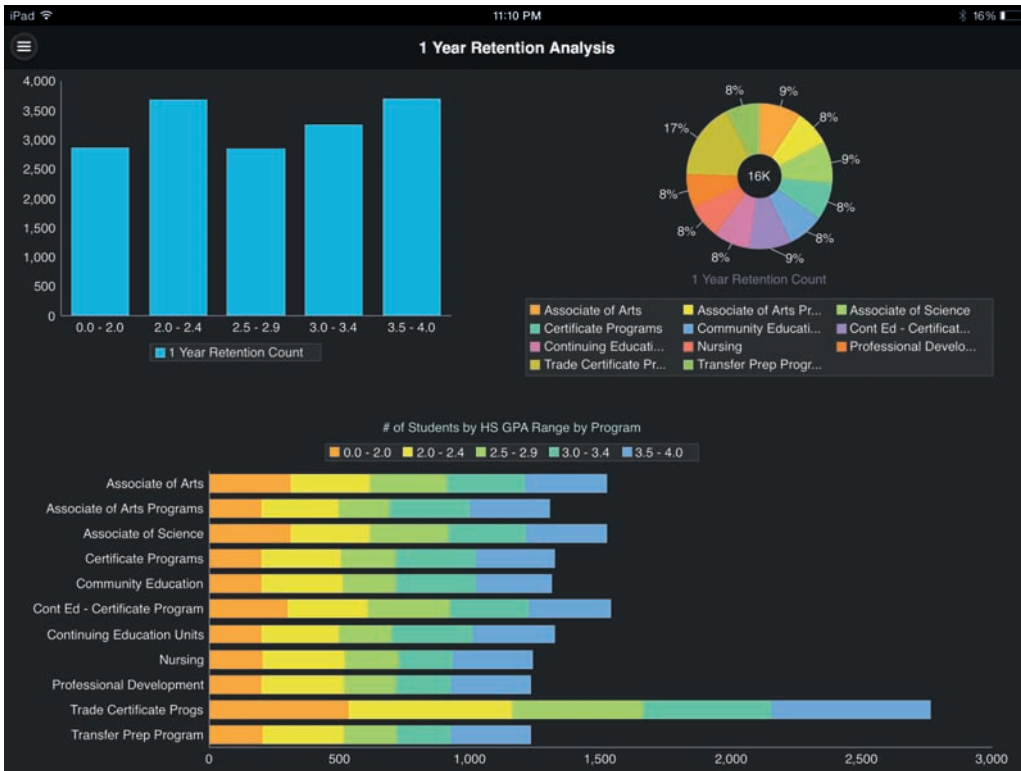 iPad 11:10 PM 16%
1 Year Retention Analysis
4,000
3,500
3,000
2,500
2,000
1,500
1,000
500
0
0.0 - 2.0 2.0 - 2.4 2.5 - 2.9 3.0 - 3.4 3.5 - 4.0
1 Year Retention Count
8% 9%
17% 8%
9%
16K
8% 8%
8% 8%
8% 9%
1 Year Retention Count
Associate of Arts Associate of Arts Pr... Associate of Science
Certificate Programs Community Educati... Cont Ed - Certificat...
Continuing Educati... Nursing Professional Develo...
Trade Certificate Pr... Transfer Prep Progr...
# of Students by HS GPA Range by Program
0.0 - 2.0 2.0 - 2.4 2.5 - 2.9 3.0 - 3.4 3.5 - 4.0
Associate of Arts
Associate of Arts Programs
Associate of Science
Certificate Programs
Community Education
Cont Ed - Certificate Program
Continuing Education Units
Nursing
Professional Development
Trade Certificate Progs
Transfer Prep Program
0 500 1,000 1,500 2,000 2,500 3,000